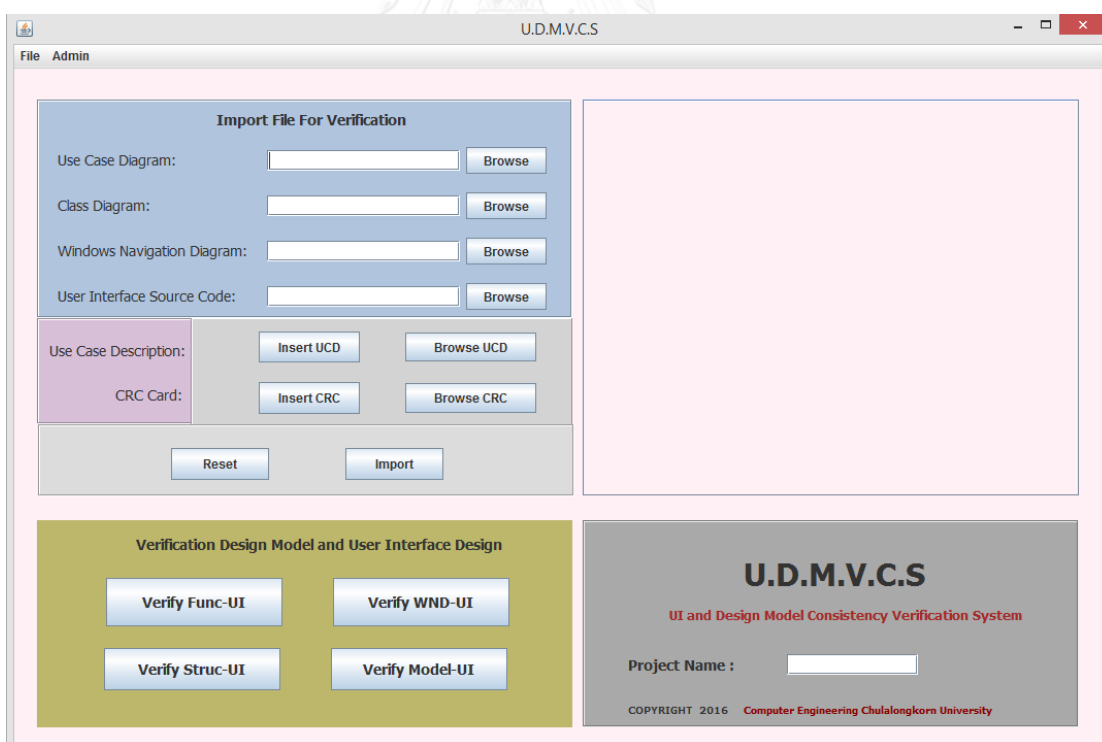 U.D.M.V.C.S
File Admin
Import File For Verification
Use Case Diagram: Browse
Class Diagram: Browse
Windows Navigation Diagram: Browse
User Interface Source Code: Browse
Use Case Description: Insert UCD Browse UCD
CRC Card: Insert CRC Browse CRC
Reset Import
Verification Design Model and User Interface Design
Verify Func-UI Verify WND-UI
Verify Struc-UI Verify Model-UI
U.D.M.V.C.S
UI and Design Model Consistency Verification System
Project Name :
COPYRIGHT 2016 Computer Engineering Chulalongkorn University